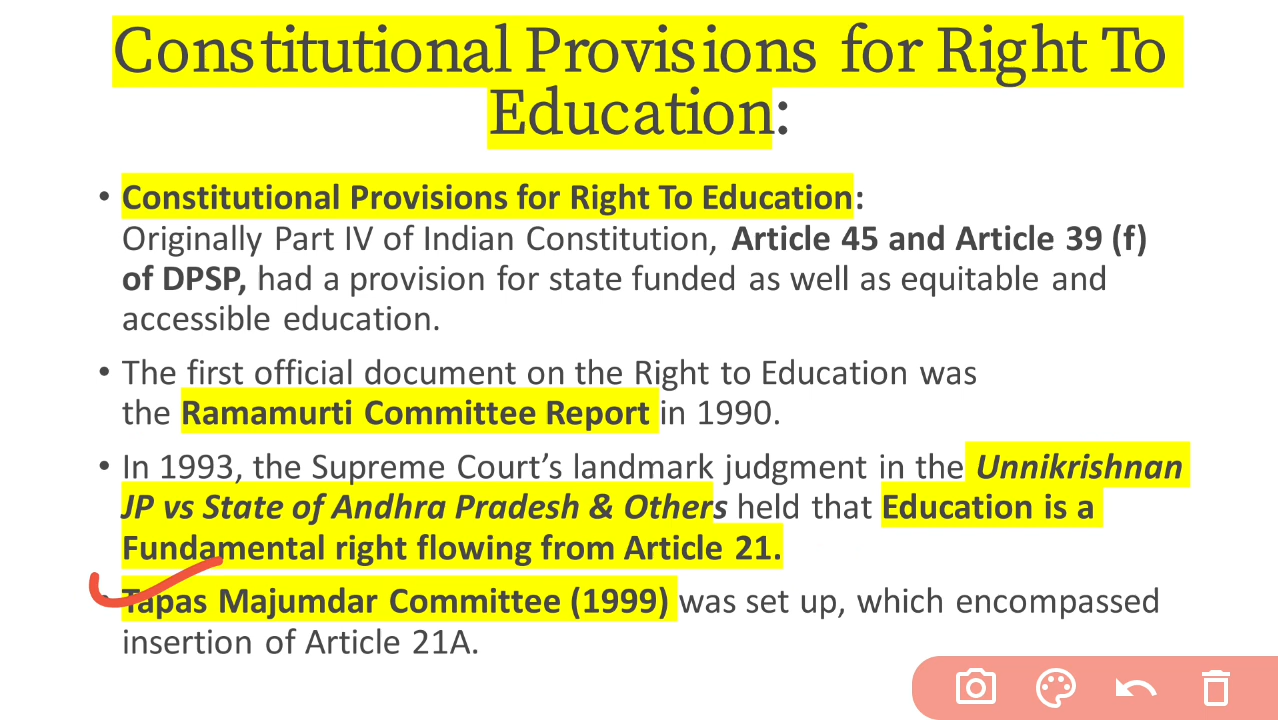 Constitutional Provisions for Right To
Education:
• Constitutional Provisions for Right To Education:
Originally Part IV of Indian Constitution, Article 45 and Article 39 (f)
of DPSP, had a provision for state funded as well as equitable and
accessible education.
• The first official document on the Right to Education was
the Ramamurti Committee Report in 1990.
• In 1993, the Supreme Court’s landmark judgment in the Unnikrishnan
JP vs State of Andhra Pradesh & Others held that Education is a
Fundamental right flowing from Article 21.
• Tapas Majumdar Committee (1999) was set up, which encompassed
insertion of Article 21A.